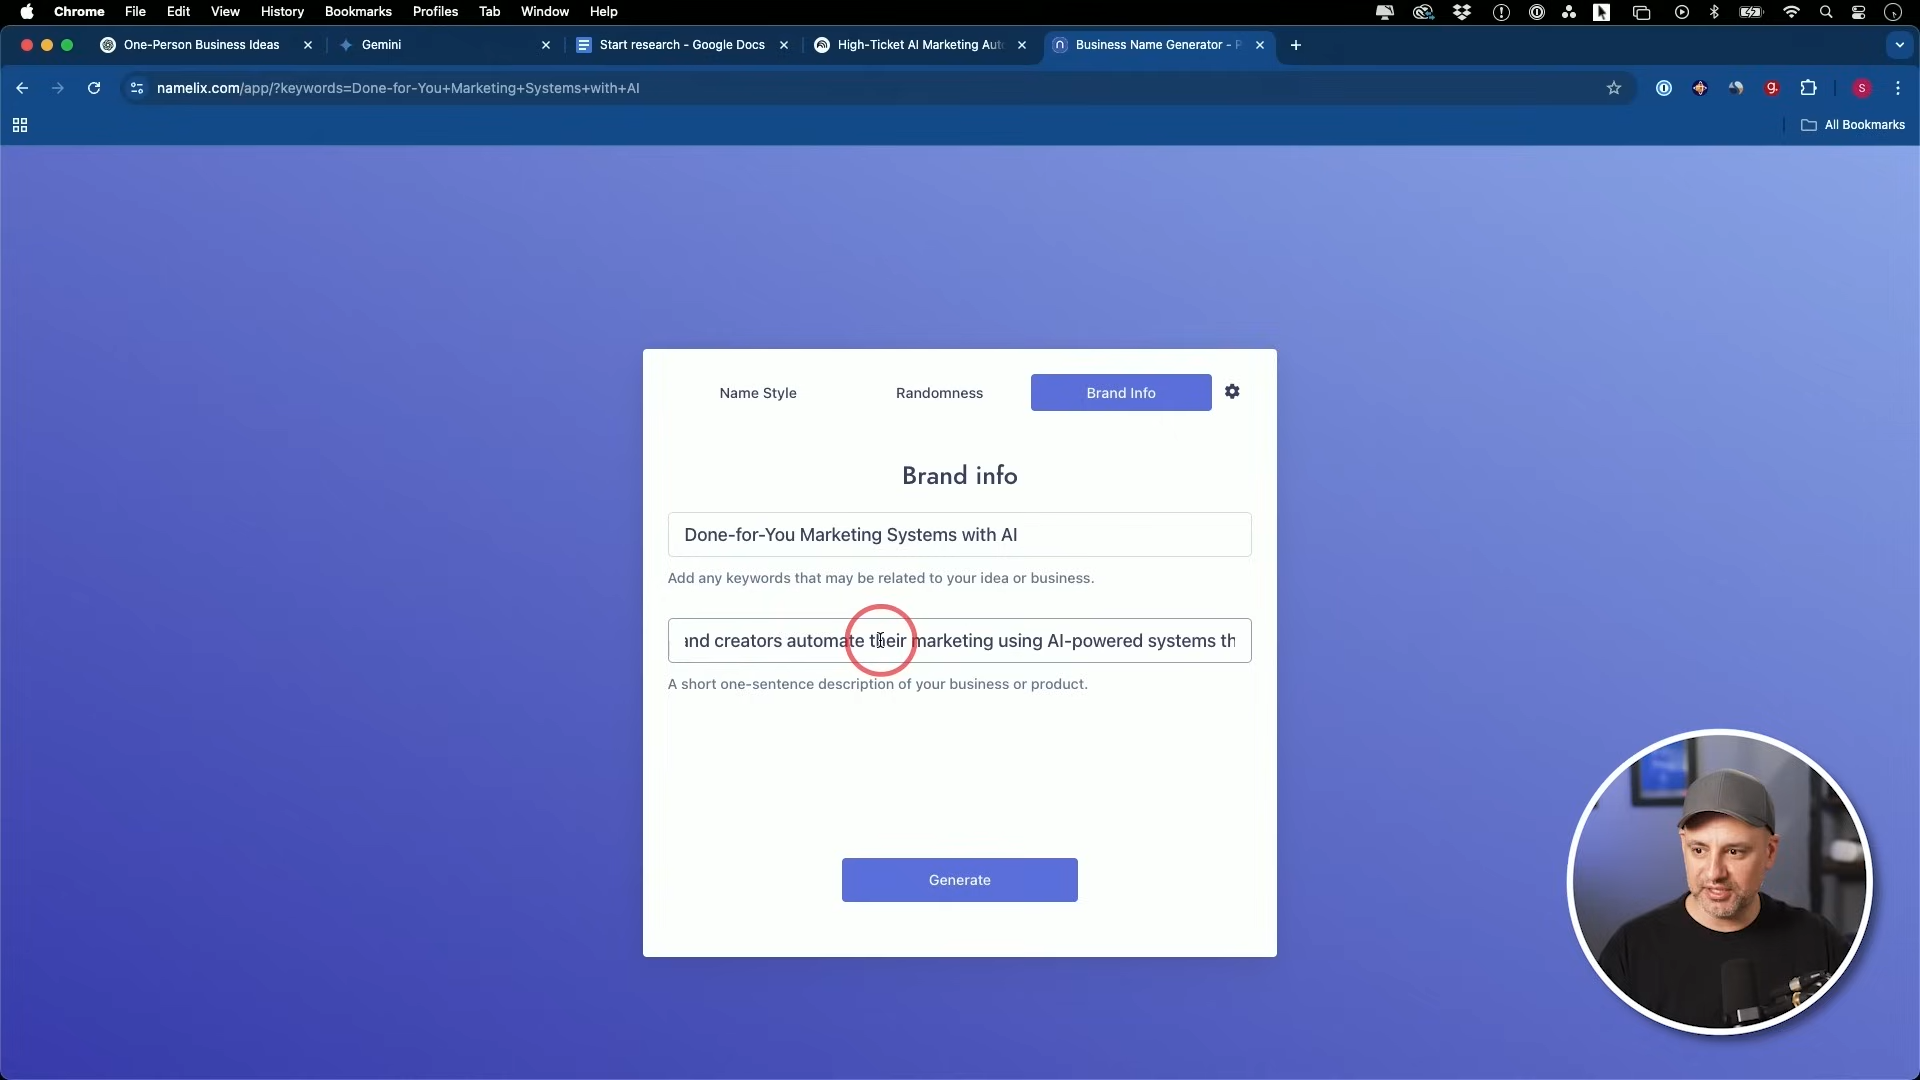 Chrome File Edit View History Bookmarks Profiles Tab Window Help
One-Person Business Ideas
Gemini
Start research - Google Docs
High-Ticket AI Marketing Aut
Business Name Generator - P
namelix.com/app/?keywords=Done-for-You+Marketing+Systems+with+AI
All Bookmarks
Name Style
Randomness
Brand Info
Brand info
Done-for-You Marketing Systems with AI
Add any keywords that may be related to your idea or business.
and creators automate their marketing using AI-powered systems th
A short one-sentence description of your business or product.
Generate
S
g.